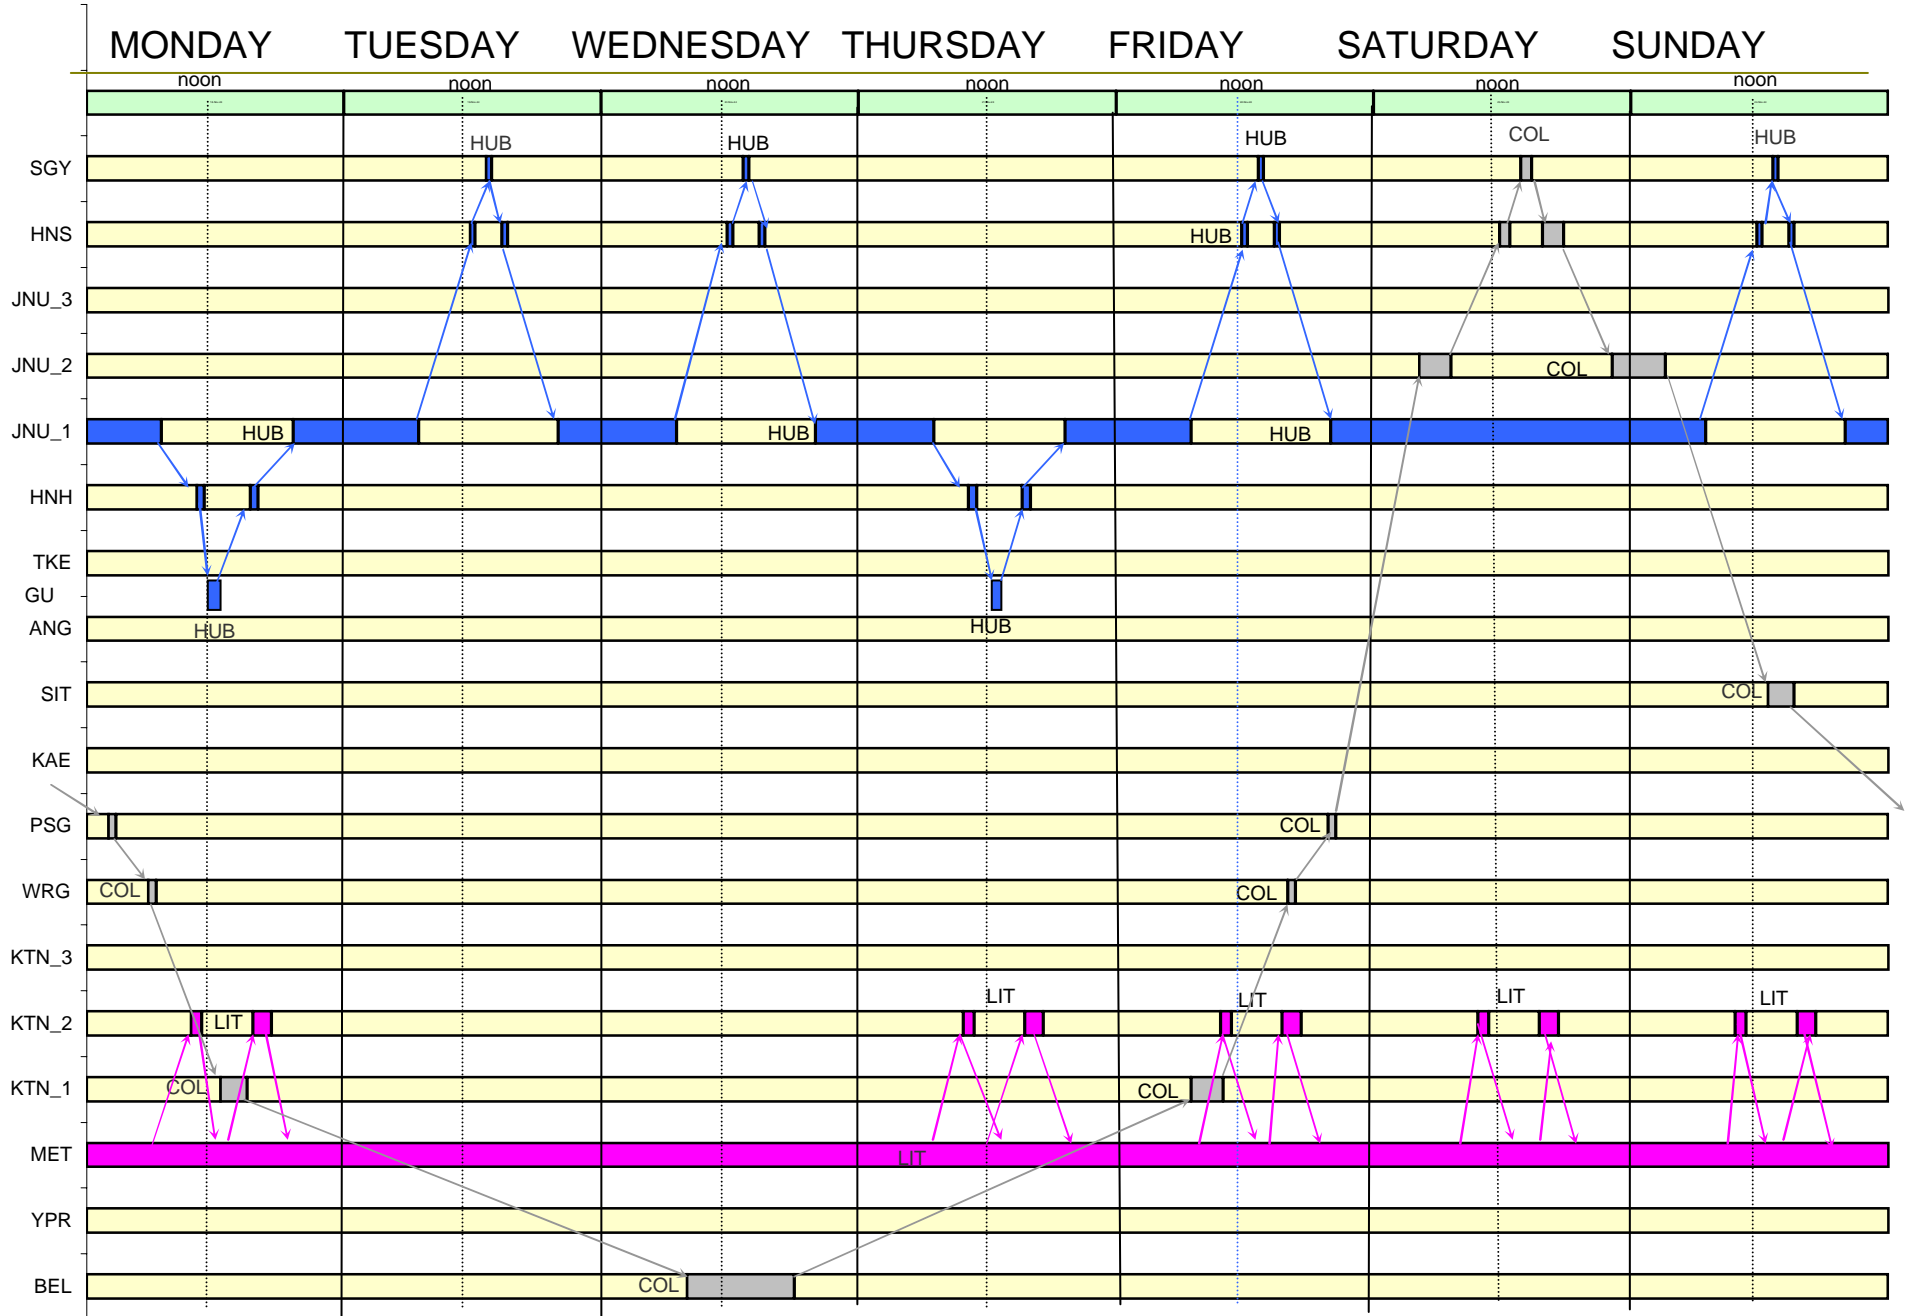 MONDAY TUESDAY WEDNESDAY THURSDAY FRIDAY SATURDAY SUNDAY
noon noon noon noon noon noon noon
HUB HUB HUB COL HUB
SGY
HNS HUB
JNU_3
JNU_2 COL
JNU_1 HUB HUB HUB
HNH
TKE
GU
ANG HUB HUB
SIT COL
KAE
PSG COL
WRG COL COL
KTN_3
LIT LIT LIT LIT
KTN_2 LIT
KTN_1 COL COL
MET LIT
YPR
BEL COL